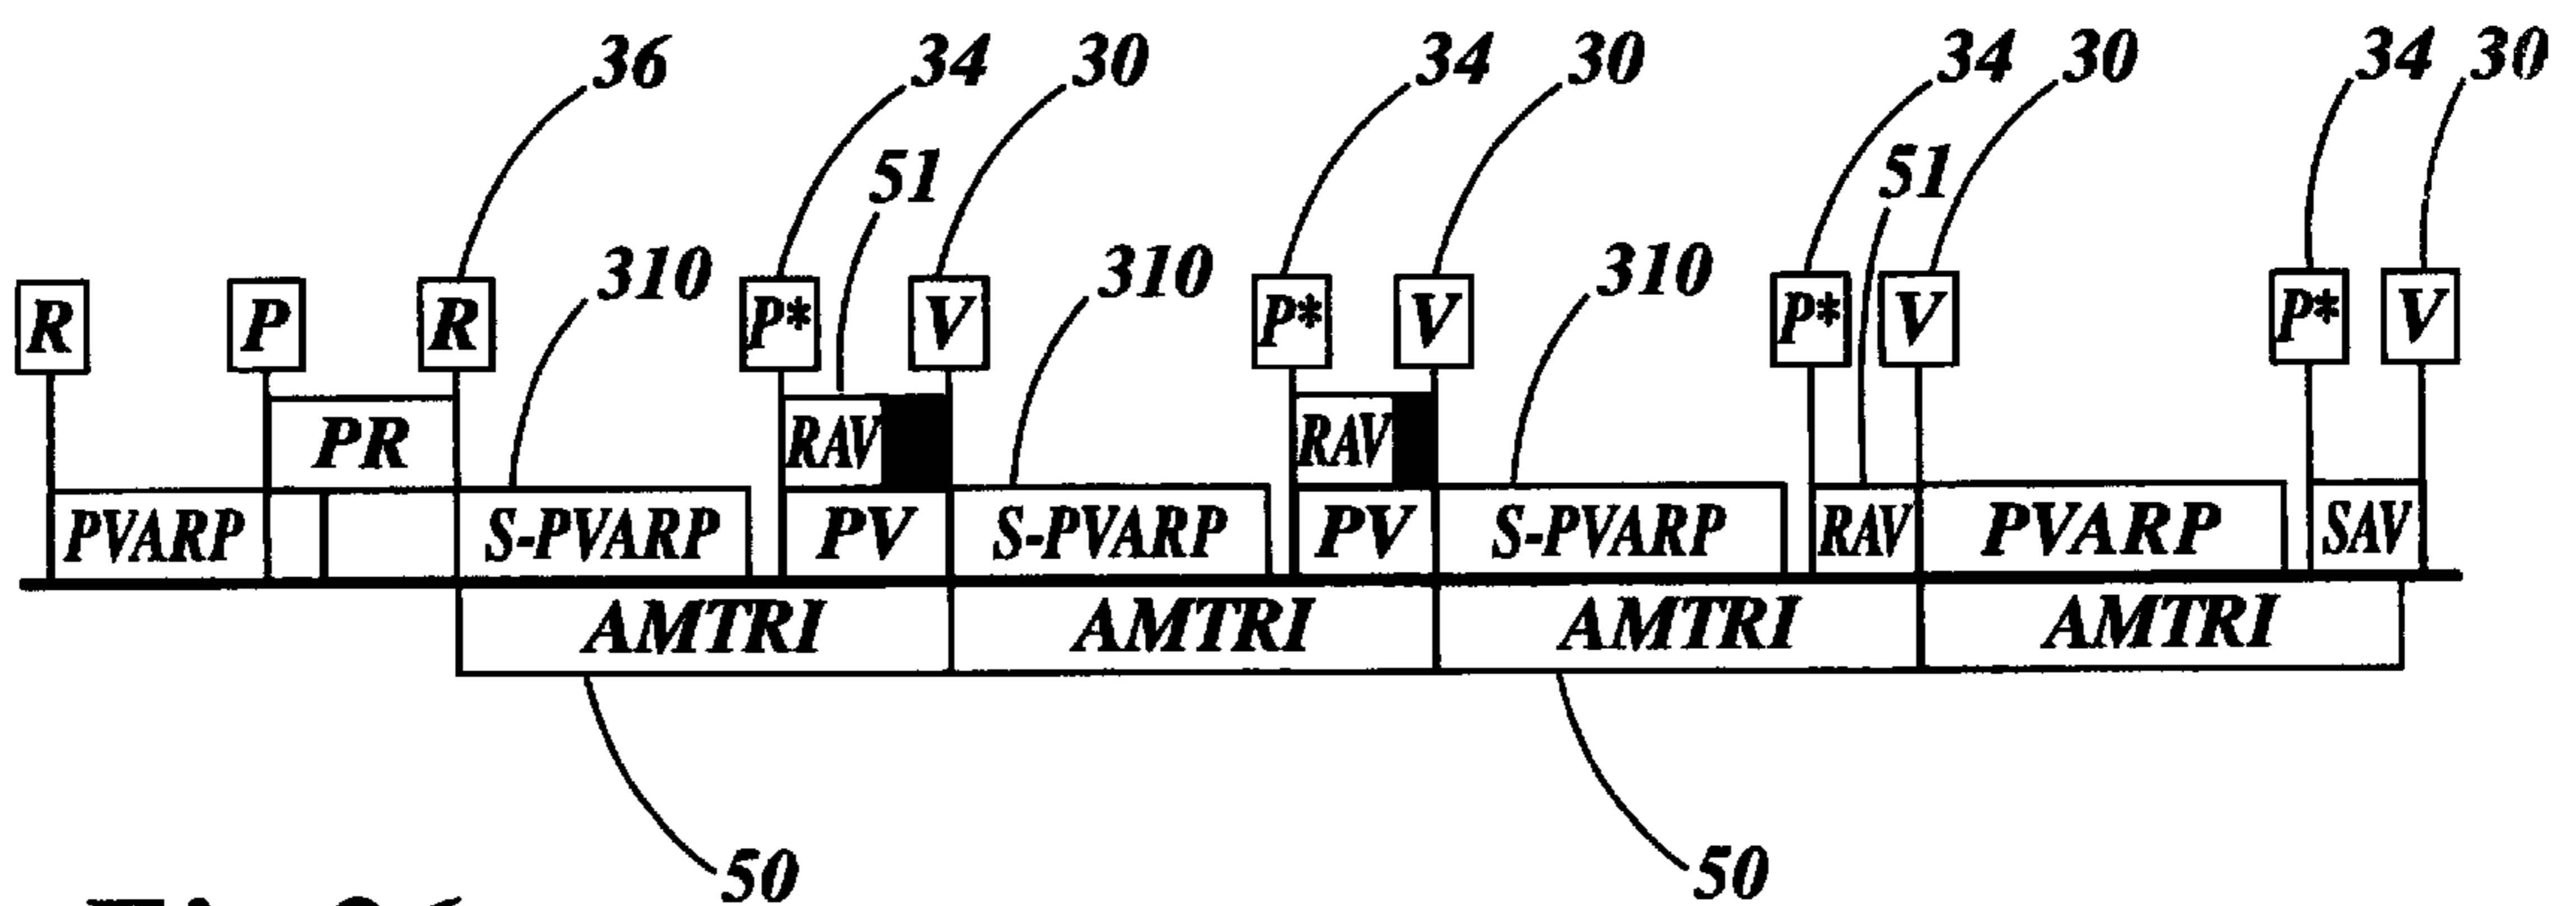 36 34 30 34 30 34 30 34 30
51 51
310 310 310
R P R P* V P* V P* V P* V
PR RAV RAV
PVARP S-PVARP PV S-PVARP PV S-PVARP RAV PVARP SAV
AMTRI AMTRI AMTRI AMTRI
50 50